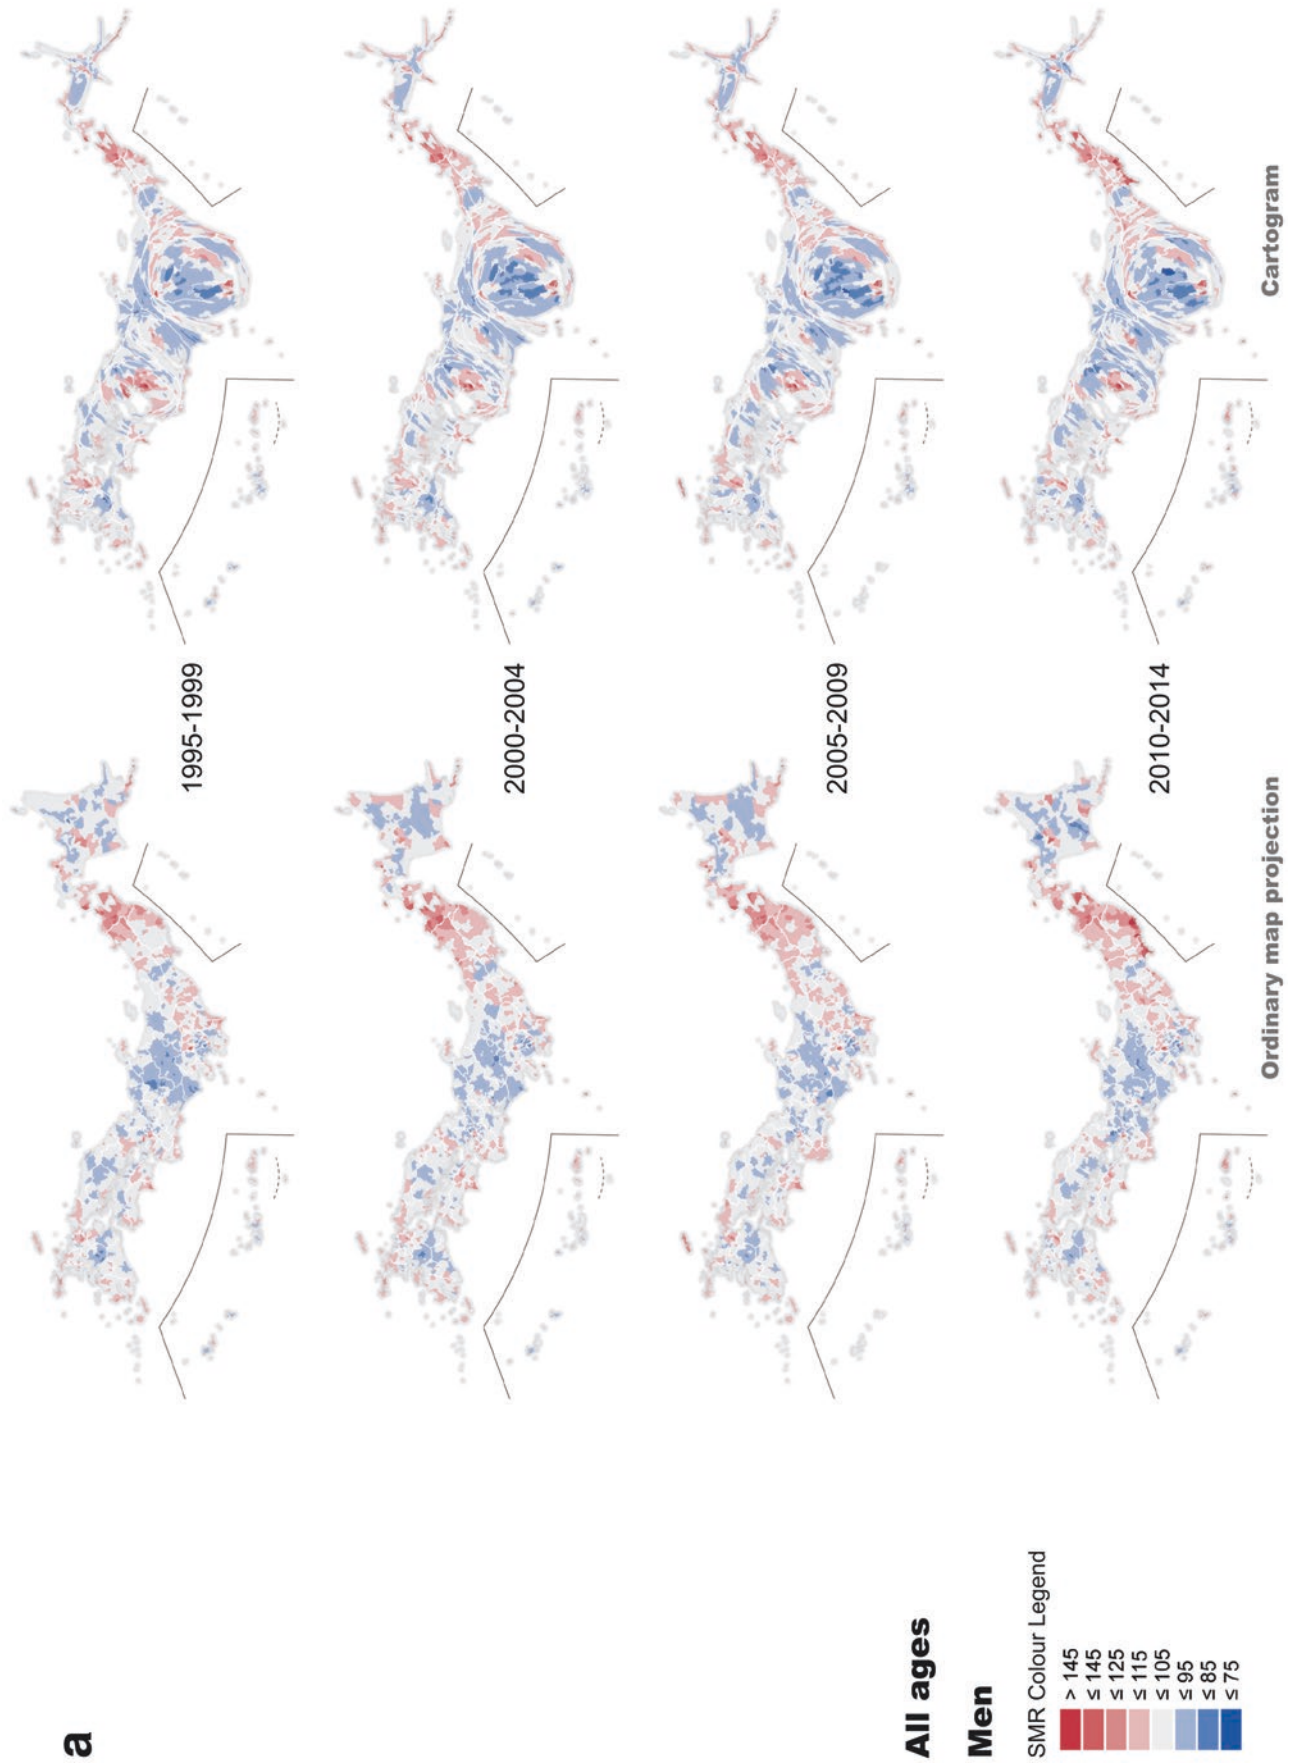 a
1995-1999
2000-2004
2005-2009
2010-2014
All ages
Men
SMR Colour Legend
> 145
≤ 145
≤ 125
≤ 115
≤ 105
≤ 95
≤ 85
≤ 75
Ordinary map projection
Cartogram